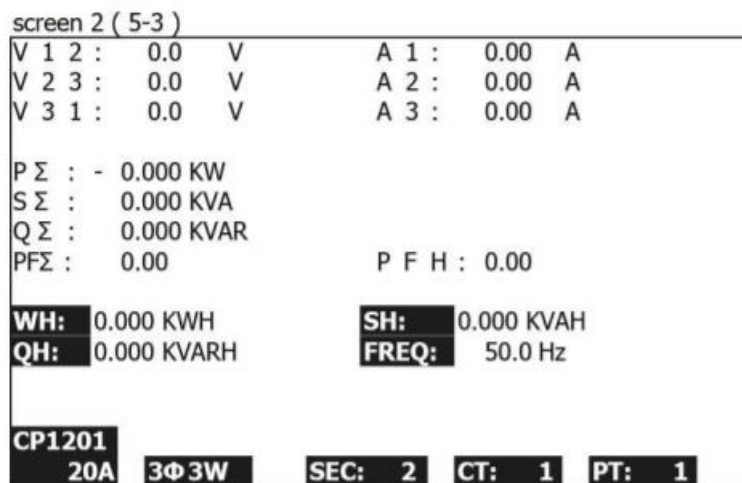 screen 2 ( 5-3 )
V 1 2 : 0.0 V A 1 : 0.00 A
V 2 3 : 0.0 V A 2 : 0.00 A
V 3 1 : 0.0 V A 3 : 0.00 A
P Σ : - 0.000 KW
S Σ : 0.000 KVA
Q Σ : 0.000 KVAR
PFΣ : 0.00 P F H : 0.00
WH: 0.000 KWH SH: 0.000 KVAH
QH: 0.000 KVARH FREQ: 50.0 Hz
CP1201
20A 3Φ3W SEC: 2 CT: 1 PT: 1